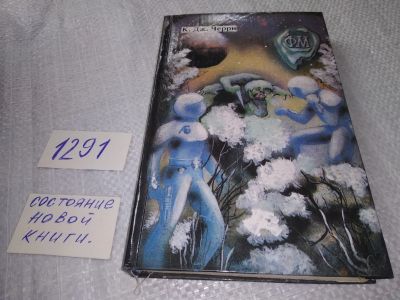 К. Дж. Черри
ФМ
1291
состояние
новой
книги.